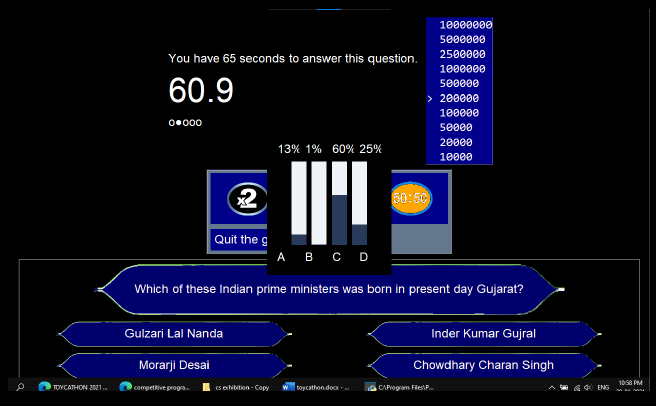 10000000
5000000
2500000
1000000
500000
> 200000
100000
50000
20000
10000
You have 65 seconds to answer this question.
60.9
13% 1% 60% 25%
x2
50:50
Quit the g
A B C D
Which of these Indian prime ministers was born in present day Gujarat?
Gulzari Lal Nanda
Inder Kumar Gujral
Morarji Desai
Chowdhary Charan Singh
TOYCATHON 2021 ... competitive progra... cs exhibition - Copy toycathon.docx - ... C:\Program Files\P... ENG 10:58 PM